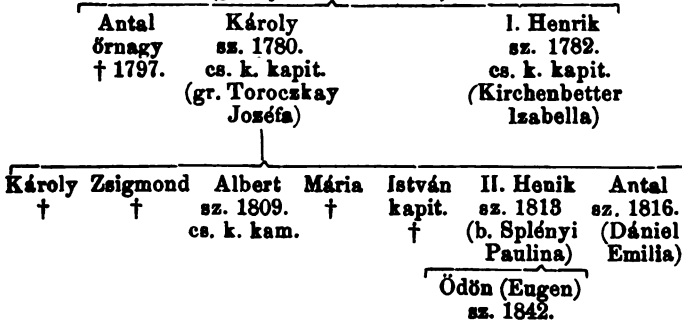 Antal Károly I. Henrik
őrnagy sz. 1780. sz. 1782.
† 1797. cs. k. kapit. cs. k. kapit.
(gr. Toroczkay (Kirchenbetter
Jozéfa) Izabella)
Károly Zsigmond Albert Mária István II. Henik Antal
† † sz. 1809. † kapit. sz. 1813 sz. 1816.
cs. k. kam. † (b. Splényi (Dániel
Paulina) Emilia)
Ödön (Eugen)
sz. 1842.